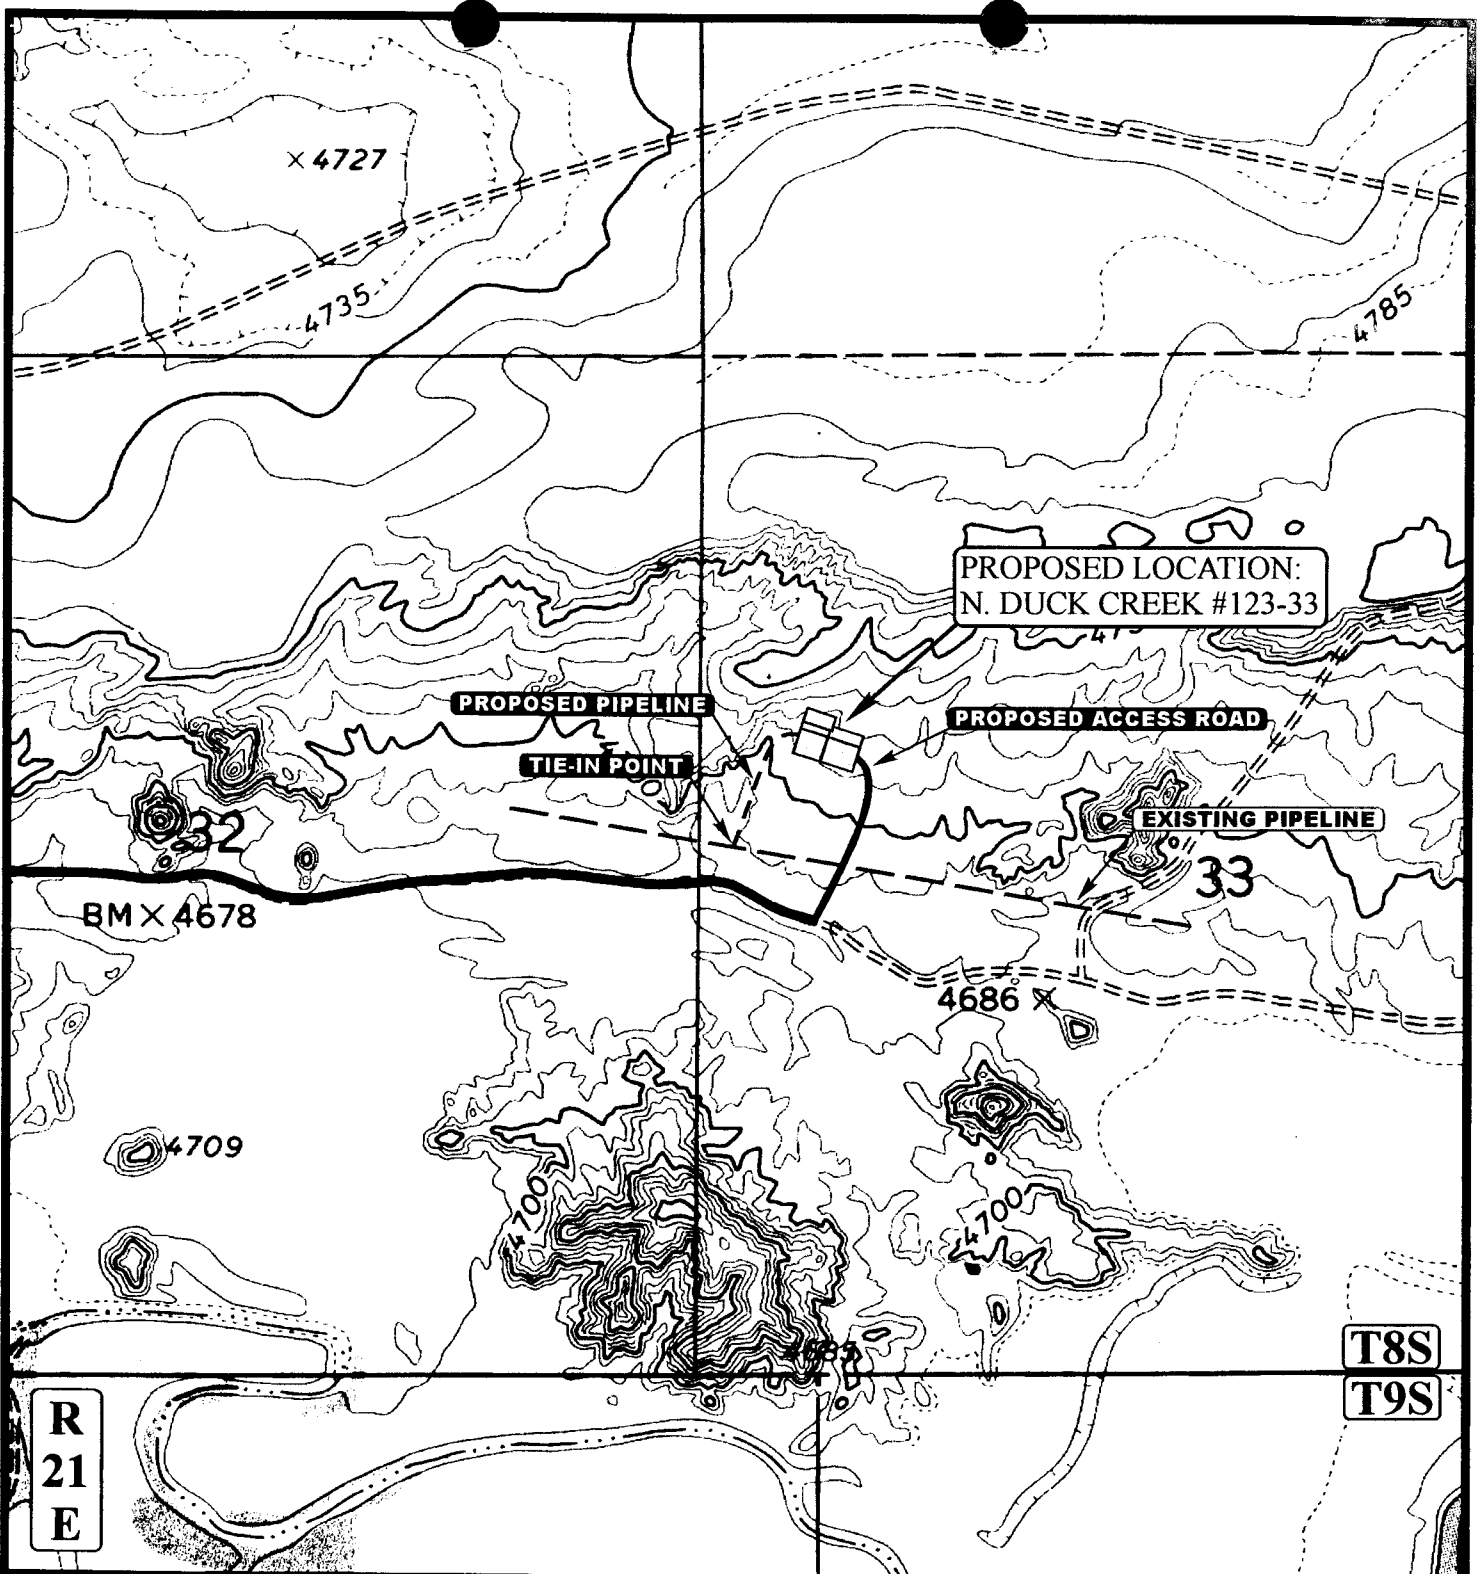 ×4727
4735
4785
PROPOSED LOCATION:
N. DUCK CREEK #123-33
PROPOSED PIPELINE
PROPOSED ACCESS ROAD
TIE-IN POINT
EXISTING PIPELINE
32
33
BM × 4678
4686 ×
4709
4700
4700
T8S
T9S
R
21
E